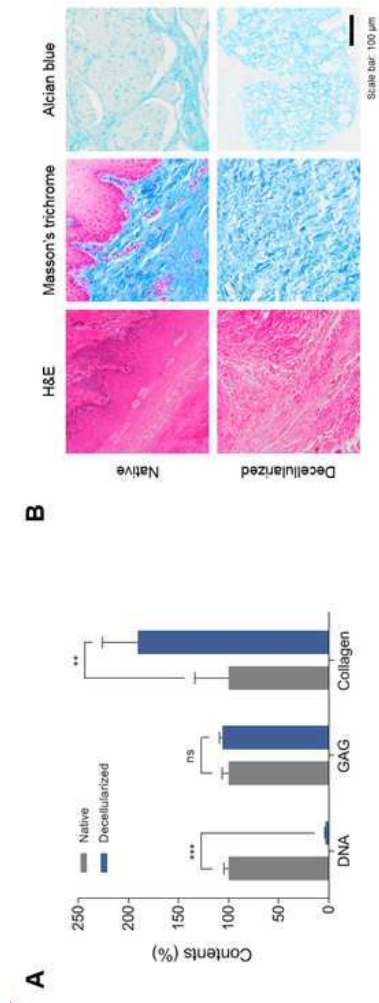 A
Native
Decellularized
Contents (%)
250
200
150
100
50
0
***
ns
**
DNA
GAG
Collagen
B
H&E
Masson's trichrome
Alcian blue
Native
Decellularized
Scale bar: 100 μm